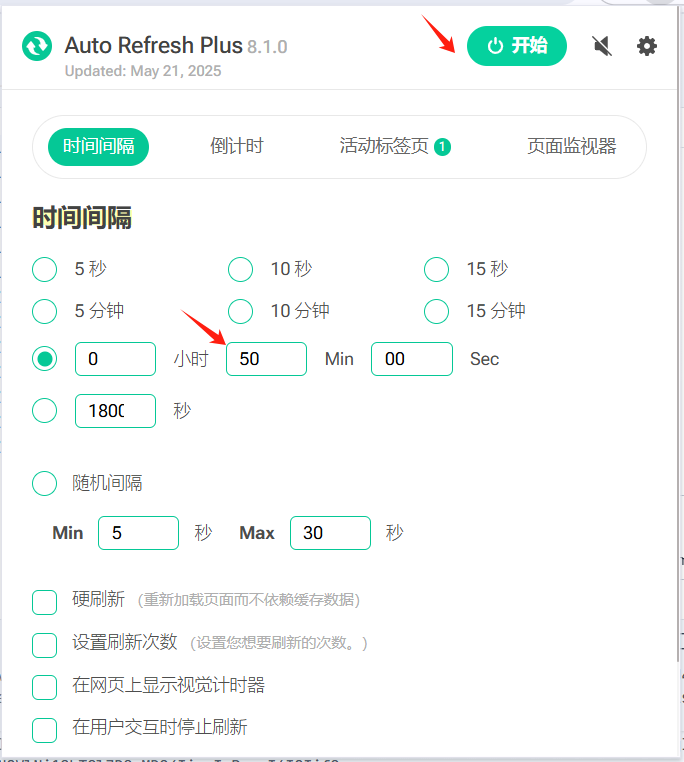 Auto Refresh Plus 8.1.0 开始
Updated: May 21, 2025
时间间隔 倒计时 活动标签页 1 页面监视器
时间间隔
5 秒 10 秒 15 秒
5 分钟 10 分钟 15 分钟
0 小时 50 Min 00 Sec
1800 秒
随机间隔
Min 5 秒 Max 30 秒
硬刷新 (重新加载页面而不依赖缓存数据)
设置刷新次数 (设置您想要刷新的次数。)
在网页上显示视觉计时器
在用户交互时停止刷新